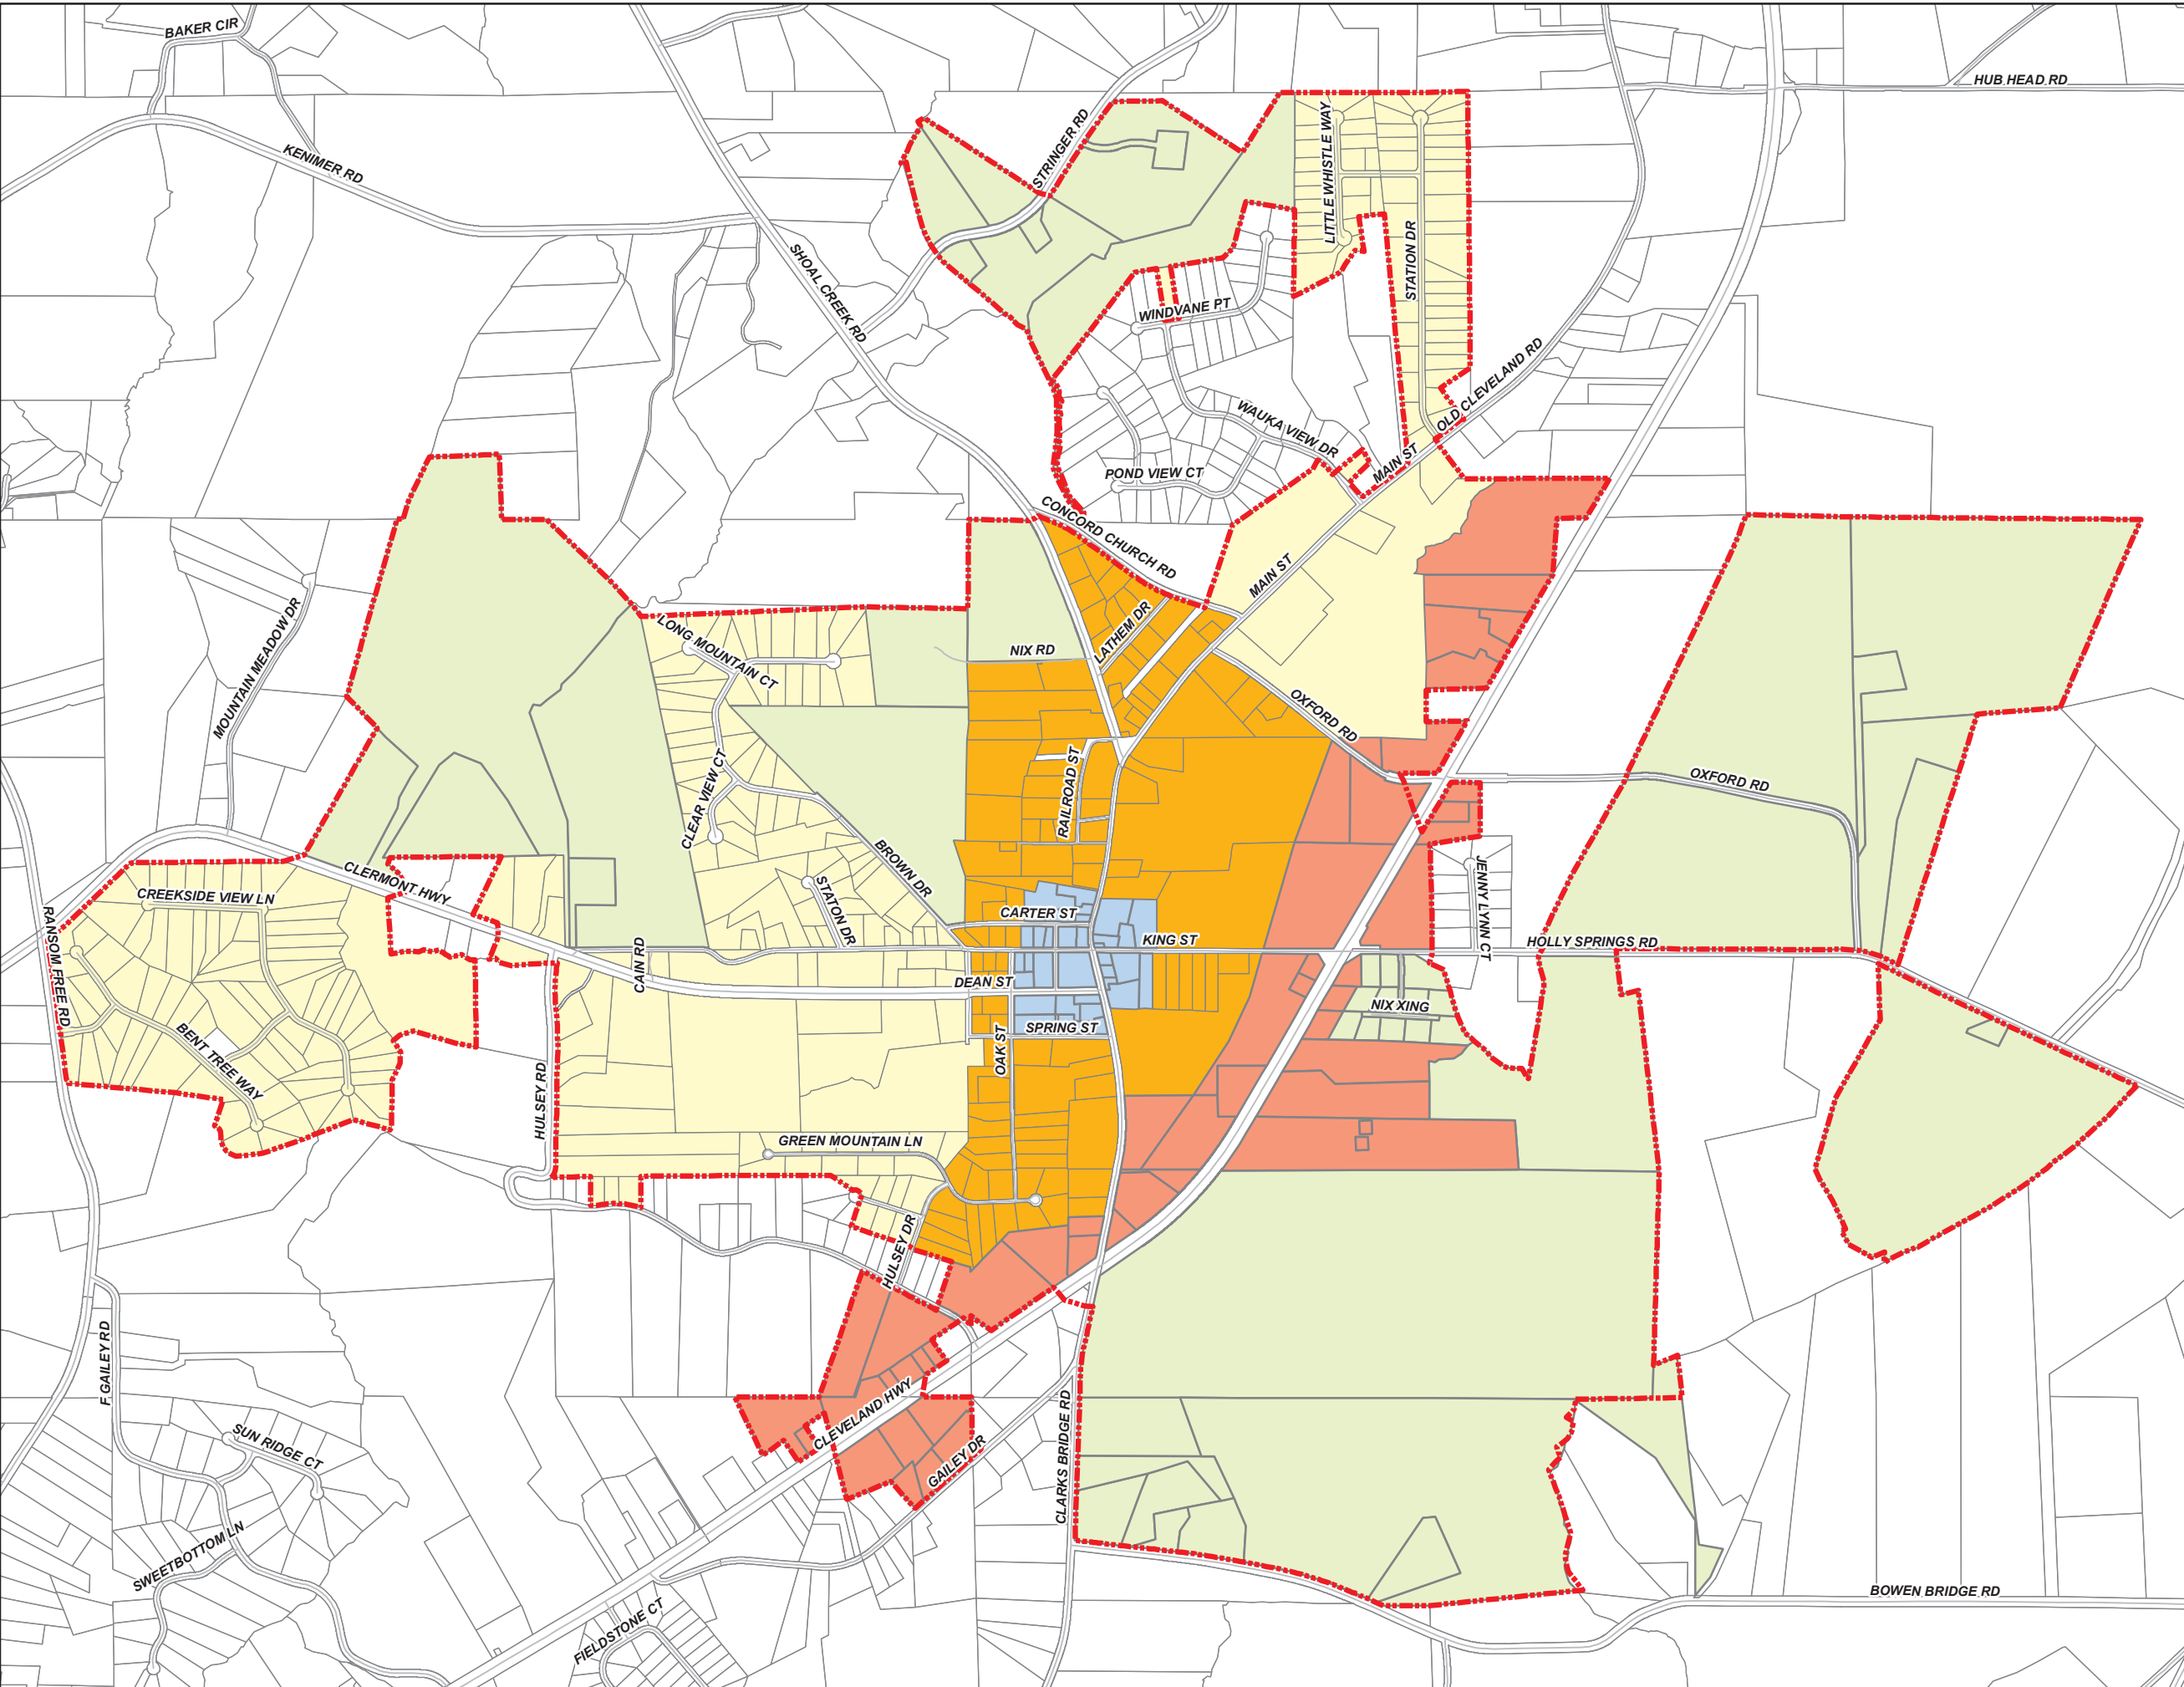 BAKER CIR
HUB HEAD RD
KENIMER RD
STRINGER RD
LITTLE WHISTLE WAY
STATION DR
SHOAL CREEK RD
WINDVANE PT
OLD CLEVELAND RD
WAUKA VIEW DR
MAIN ST
POND VIEW CT
CONCORD CHURCH RD
MAIN ST
MOUNTAIN MEADOW DR
LONG MOUNTAIN CT
NIX RD
LATHEM DR
OXFORD RD
OXFORD RD
CLEAR VIEW CT
RAILROAD ST
CLERMONT HWY
BROWN DR
CREEKSIDE VIEW LN
STATON DR
CARTER ST
JENNY LYNN CT
RANSOM FREE RD
CAIN RD
KING ST
HOLLY SPRINGS RD
DEAN ST
NIX XING
BENT TREE WAY
OAK ST
SPRING ST
HULSEY RD
GREEN MOUNTAIN LN
HULSEY DR
F GAILEY RD
CLEVELAND HWY
CLARKS BRIDGE RD
SUN RIDGE CT
GAILEY DR
SWEETBOTTOM LN
BOWEN BRIDGE RD
FIELDSTONE CT